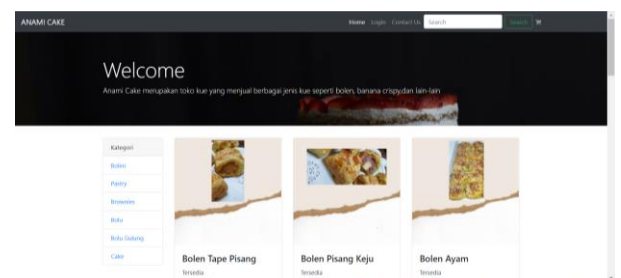 ANAMI CAKE
Home Login Contact Us Search Search
Welcome
Anami Cake merupakan toko kue yang menjual berbagai jenis kue seperti bolen, banana crispy,dan lain-lain
Kategori
Bolen
Pastry
Brownies
Bolu
Bolu Gulung
Cake
Bolen Tape Pisang
Tersedia
Bolen Pisang Keju
Tersedia
Bolen Ayam
Tersedia